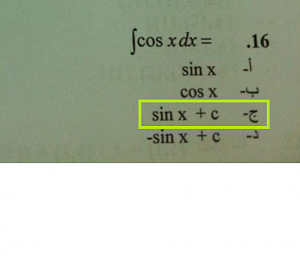 .16 ∫cos x dx =
أ- sin x
ب- cos x
ج- sin x + c
د- -sin x + c